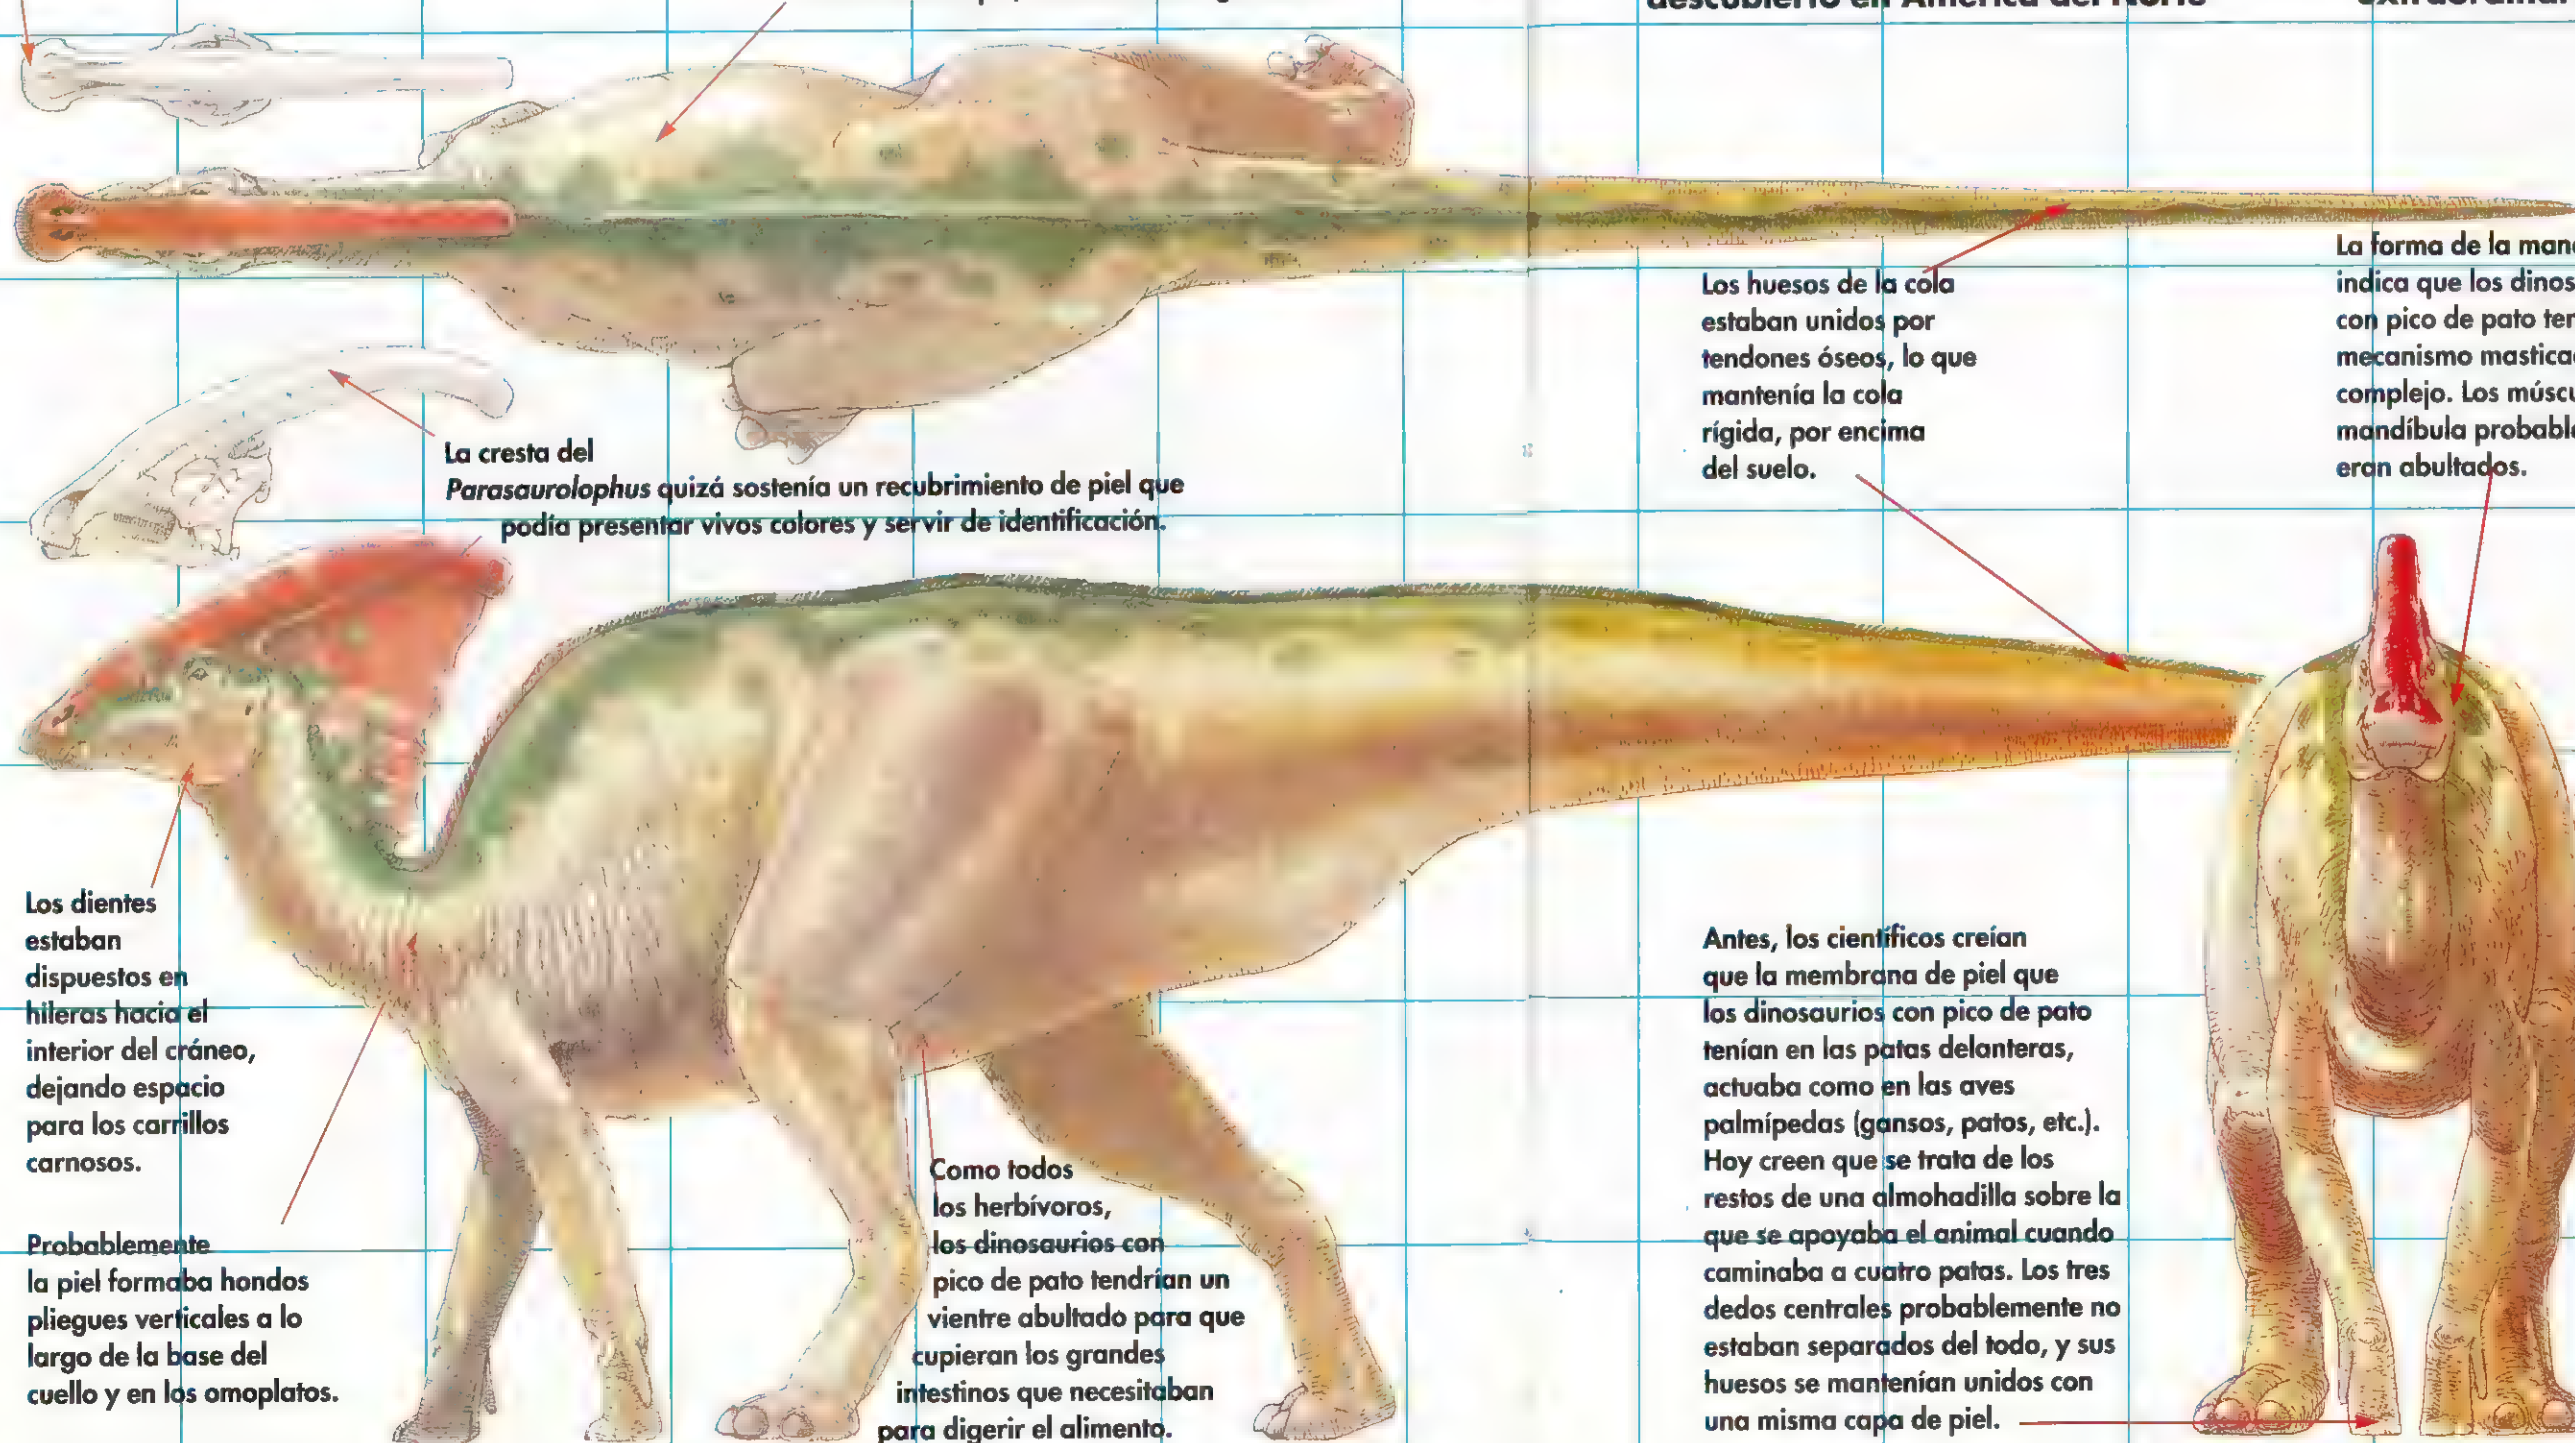 descubierto en América del Norte
Los huesos de la cola
estaban unidos por
tendones óseos, lo que
mantenía la cola
rígida, por encima
del suelo.
La forma de la
indica que los
con pico de pato
mecanismo
complejo. Los
mandíbula
eran abultados.
La cresta del
Parasaurolophus quizá sostenía un recubrimiento de piel que
podía presentar vivos colores y servir de identificación.
Los dientes
estaban
dispuestos en
hileras hacia el
interior del cráneo,
dejando espacio
para los carrillos
carnosos.
Probablemente
la piel formaba hondos
pliegues verticales a lo
largo de la base del
cuello y en los omoplatos.
Como todos
los herbívoros,
los dinosaurios con
pico de pato tendrían un
vientre abultado para que
cupieran los grandes
intestinos que necesitaban
para digerir el alimento.
Antes, los científicos creían
que la membrana de piel que
los dinosaurios con pico de pato
tenían en las patas delanteras,
actuaba como en las aves
palmípedas (gansos, patos, etc.).
Hoy creen que se trata de los
restos de una almohadilla sobre la
que se apoyaba el animal cuando
caminaba a cuatro patas. Los tres
dedos centrales probablemente no
estaban separados del todo, y sus
huesos se mantenían unidos con
una misma capa de piel.